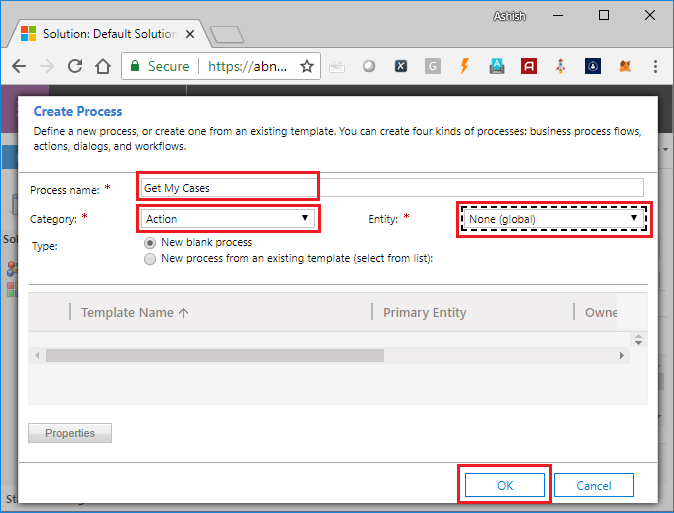 Ashish
Solution: Default Solution
Secure https://abn...
Create Process
Define a new process, or create one from an existing template. You can create four kinds of processes: business process flows,
actions, dialogs, and workflows.
Process name: * Get My Cases
Category: * Action Entity: * None (global)
Type: New blank process
New process from an existing template (select from list):
Template Name Primary Entity Owne
Properties
OK Cancel